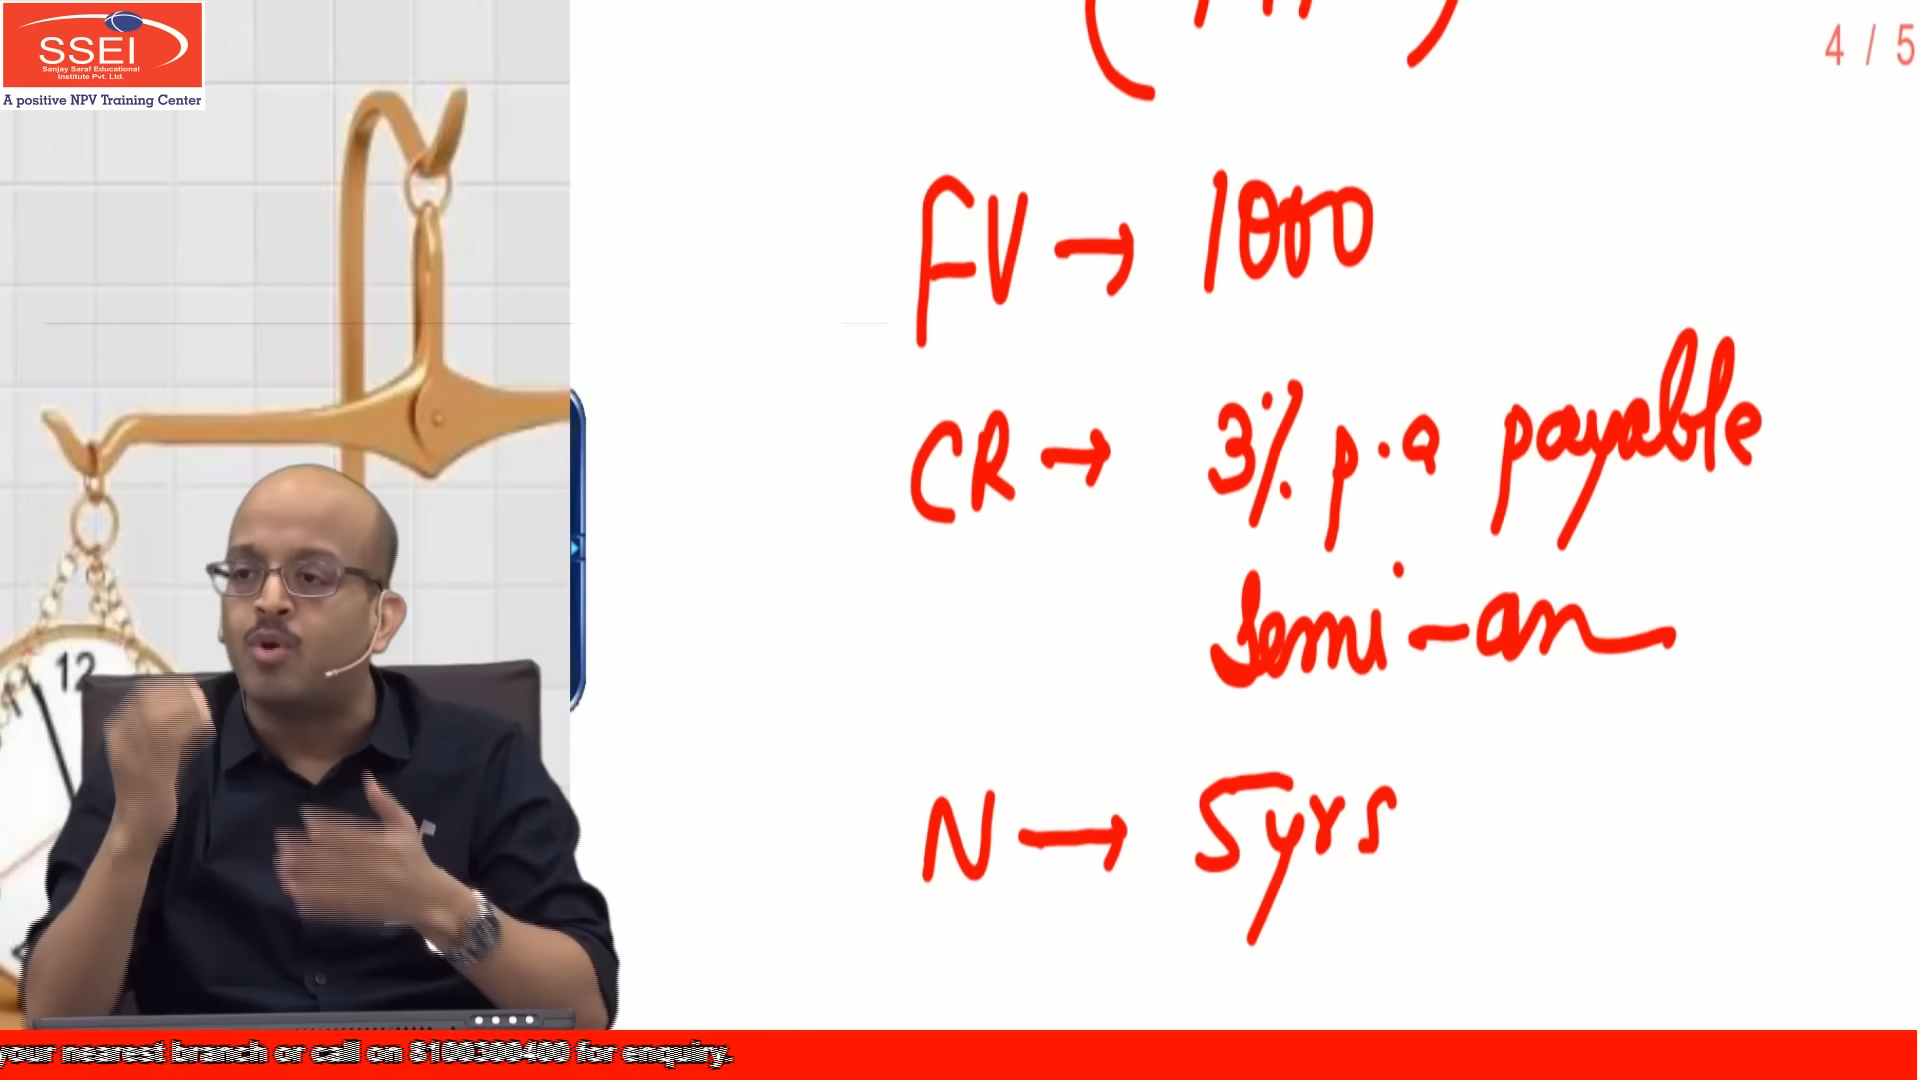 SSEI
Sanjay Saraf Educational
Institute Pvt. Ltd.
A positive NPV Training Center
4 / 5
FV → 1000
CR → 3% p.a payable
Semi-an
N → 5yrs
12
your nearest branch or call on 8100300400 for enquiry.